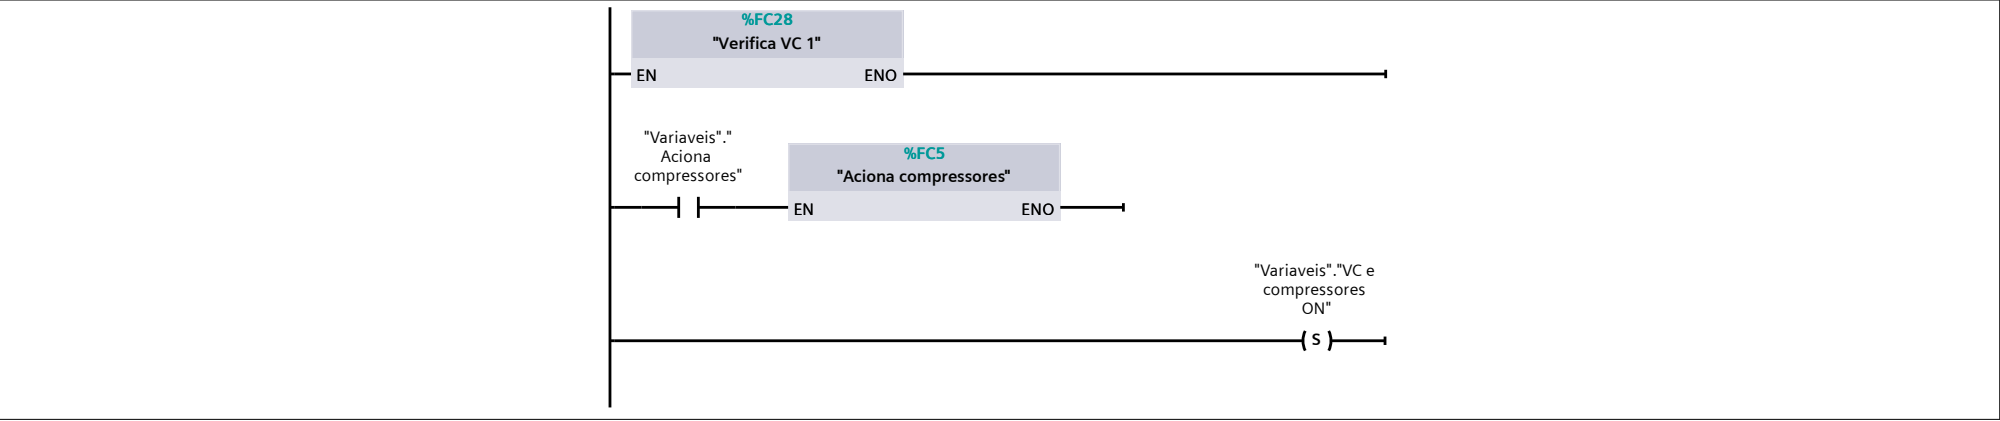 %FC28
"Verifica VC 1"
EN ENO
"Variaveis"."
Aciona
compressores"
%FC5
"Aciona compressores"
EN ENO
"Variaveis"."VC e
compressores
ON"
S